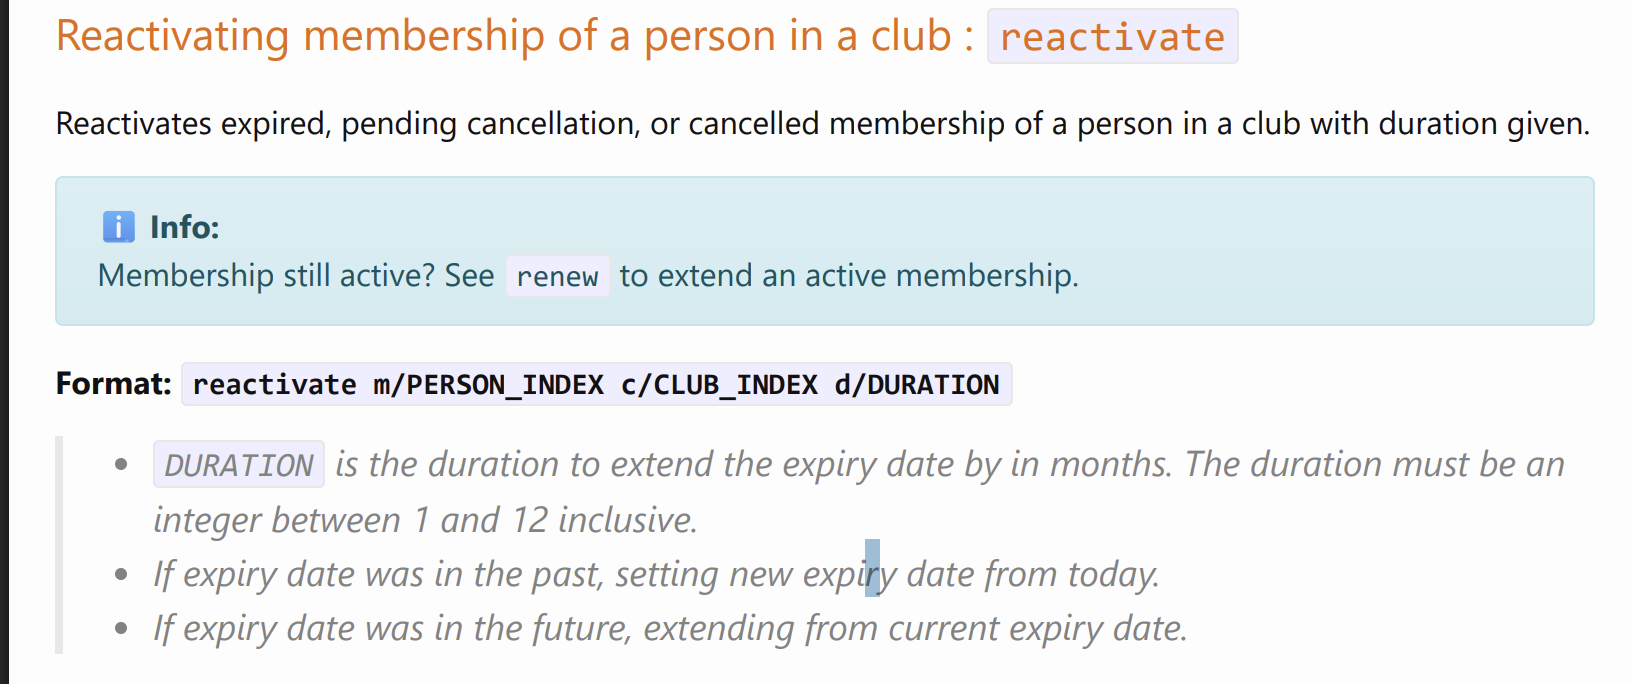 Reactivating membership of a person in a club : reactivate
Reactivates expired, pending cancellation, or cancelled membership of a person in a club with duration given.
ℹ️ Info:
Membership still active? See renew to extend an active membership.
Format: reactivate m/PERSON_INDEX c/CLUB_INDEX d/DURATION
• DURATION is the duration to extend the expiry date by in months. The duration must be an
integer between 1 and 12 inclusive.
• If expiry date was in the past, setting new expiry date from today.
• If expiry date was in the future, extending from current expiry date.